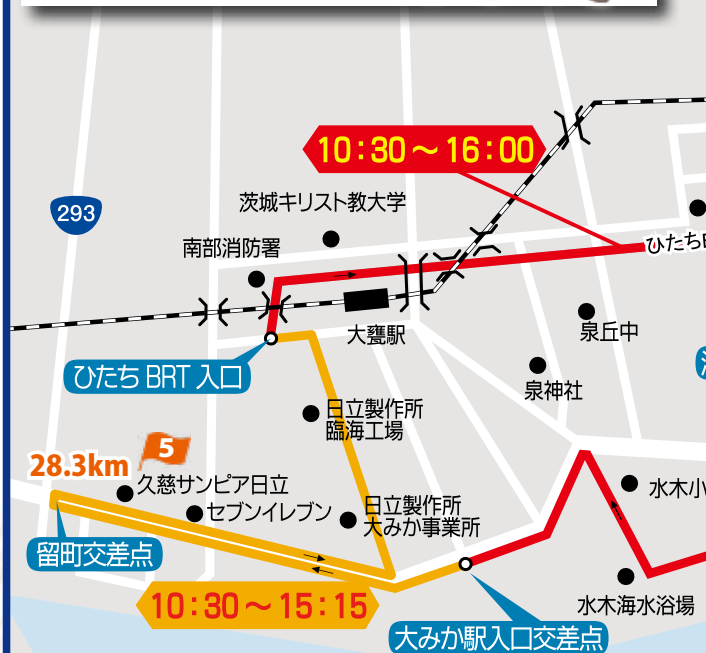 10:30～16:00
293
茨城キリスト教大学
南部消防署
ひたち
大甕駅
泉丘中
ひたち BRT 入口
泉神社
日立製作所
臨海工場
5
28.3km
久慈サンピア日立
水木小
セブンイレブン
日立製作所
大みか事業所
留町交差点
10:30～15:15
水木海水浴場
大みか駅入口交差点